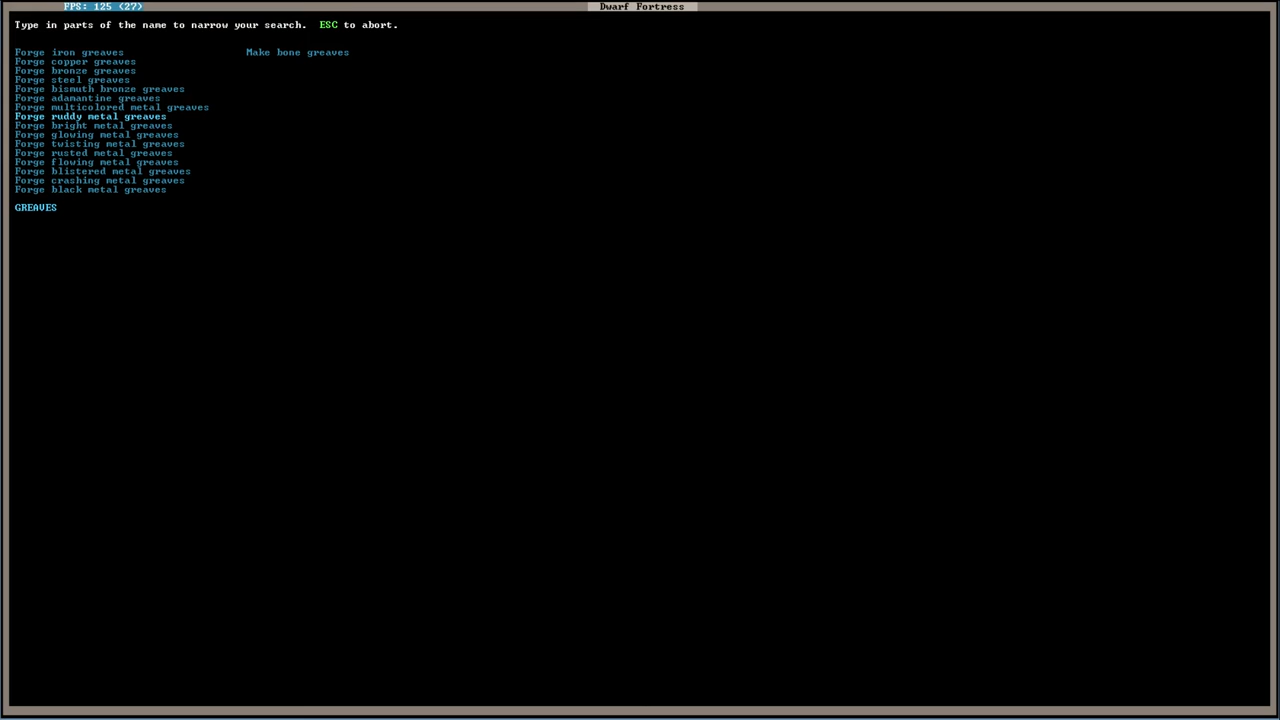 FPS: 125 (27)
Dwarf Fortress
Type in parts of the name to narrow your search.  ESC to abort.
Forge iron greaves
Make bone greaves
Forge copper greaves
Forge bronze greaves
Forge steel greaves
Forge bismuth bronze greaves
Forge adamantine greaves
Forge multicolored metal greaves
Forge ruddy metal greaves
Forge bright metal greaves
Forge glowing metal greaves
Forge twisting metal greaves
Forge rusted metal greaves
Forge flowing metal greaves
Forge blistered metal greaves
Forge crashing metal greaves
Forge black metal greaves
GREAVES